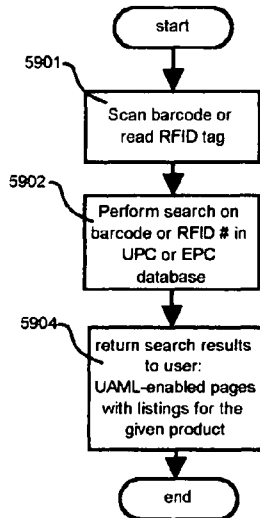 start
5901
Scan barcode or
read RFID tag
5902
Perform search on
barcode or RFID # in
UPC or EPC
database
5904
return search results
to user:
UAML-enabled pages
with listings for the
given product
end